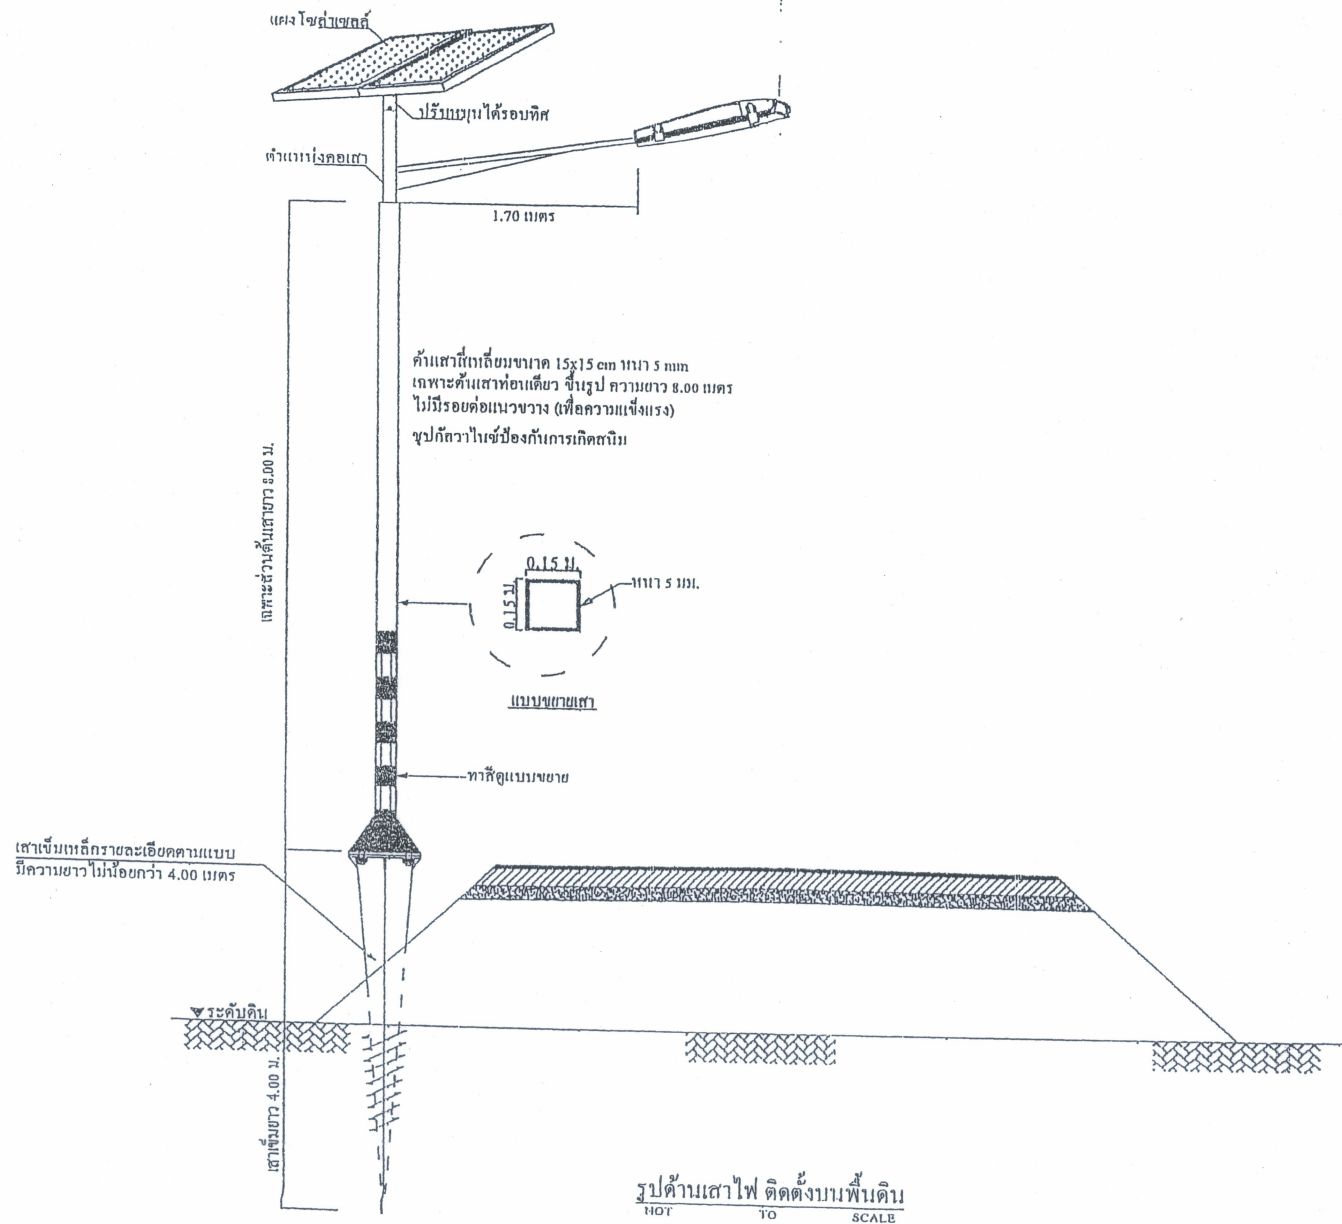 แผงโซล่าเซลล์
ปรับหมุนได้รอบทิศ
ตำแหน่งคอเสา
1.70 เมตร
ต้นเสาสี่เหลี่ยมขนาด 15x15 cm หนา 5 mm
เฉพาะต้นเสาท่อนเดียว ขึ้นรูป ความยาว 8.00 เมตร
ไม่มีรอยต่อแนวขวาง (เพื่อความแข็งแรง)
ชุปกัลวาไนซ์ป้องกันการเกิดสนิม
เฉพาะส่วนต้นเสายาว 8.00 ม.
0.15 ม.
0.15 ม.
หนา 5 มม.
แบบขยายเสา
ทาสีดูแบบขยาย
เสาเข็มเหล็กรายละเอียดตามแบบ
มีความยาวไม่น้อยกว่า 4.00 เมตร
ระดับดิน
เสาเข็มยาว 4.00 ม.
รูปด้านเสาไฟ ติดตั้งบนพื้นดิน
NOT TO SCALE